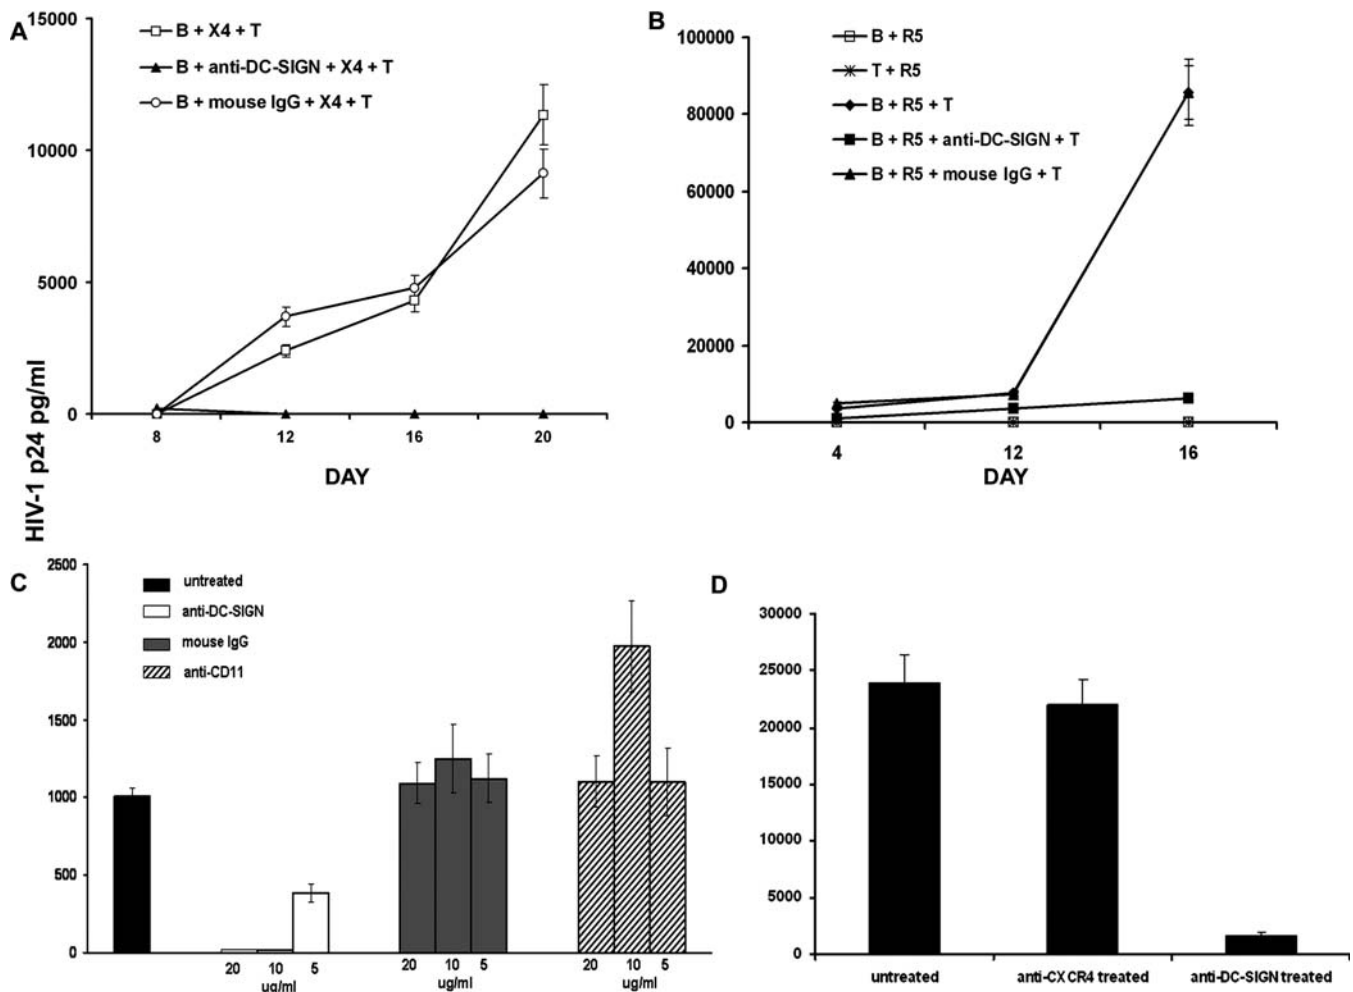 A
15000
10000
5000
0
B + X4 + T
B + anti-DC-SIGN + X4 + T
B + mouse IgG + X4 + T
8 12 16 20
DAY
B
100000
80000
60000
40000
20000
0
B + R5
T + R5
B + R5 + T
B + R5 + anti-DC-SIGN + T
B + R5 + mouse IgG + T
4 12 16
DAY
HIV-1 p24 pg/ml
C
2500
2000
1500
1000
500
0
untreated
anti-DC-SIGN
mouse IgG
anti-CD11
20 10 5
ug/ml
20 10 5
ug/ml
20 10 5
ug/ml
D
30000
25000
20000
15000
10000
5000
0
untreated
anti-CXCR4 treated
anti-DC-SIGN treated